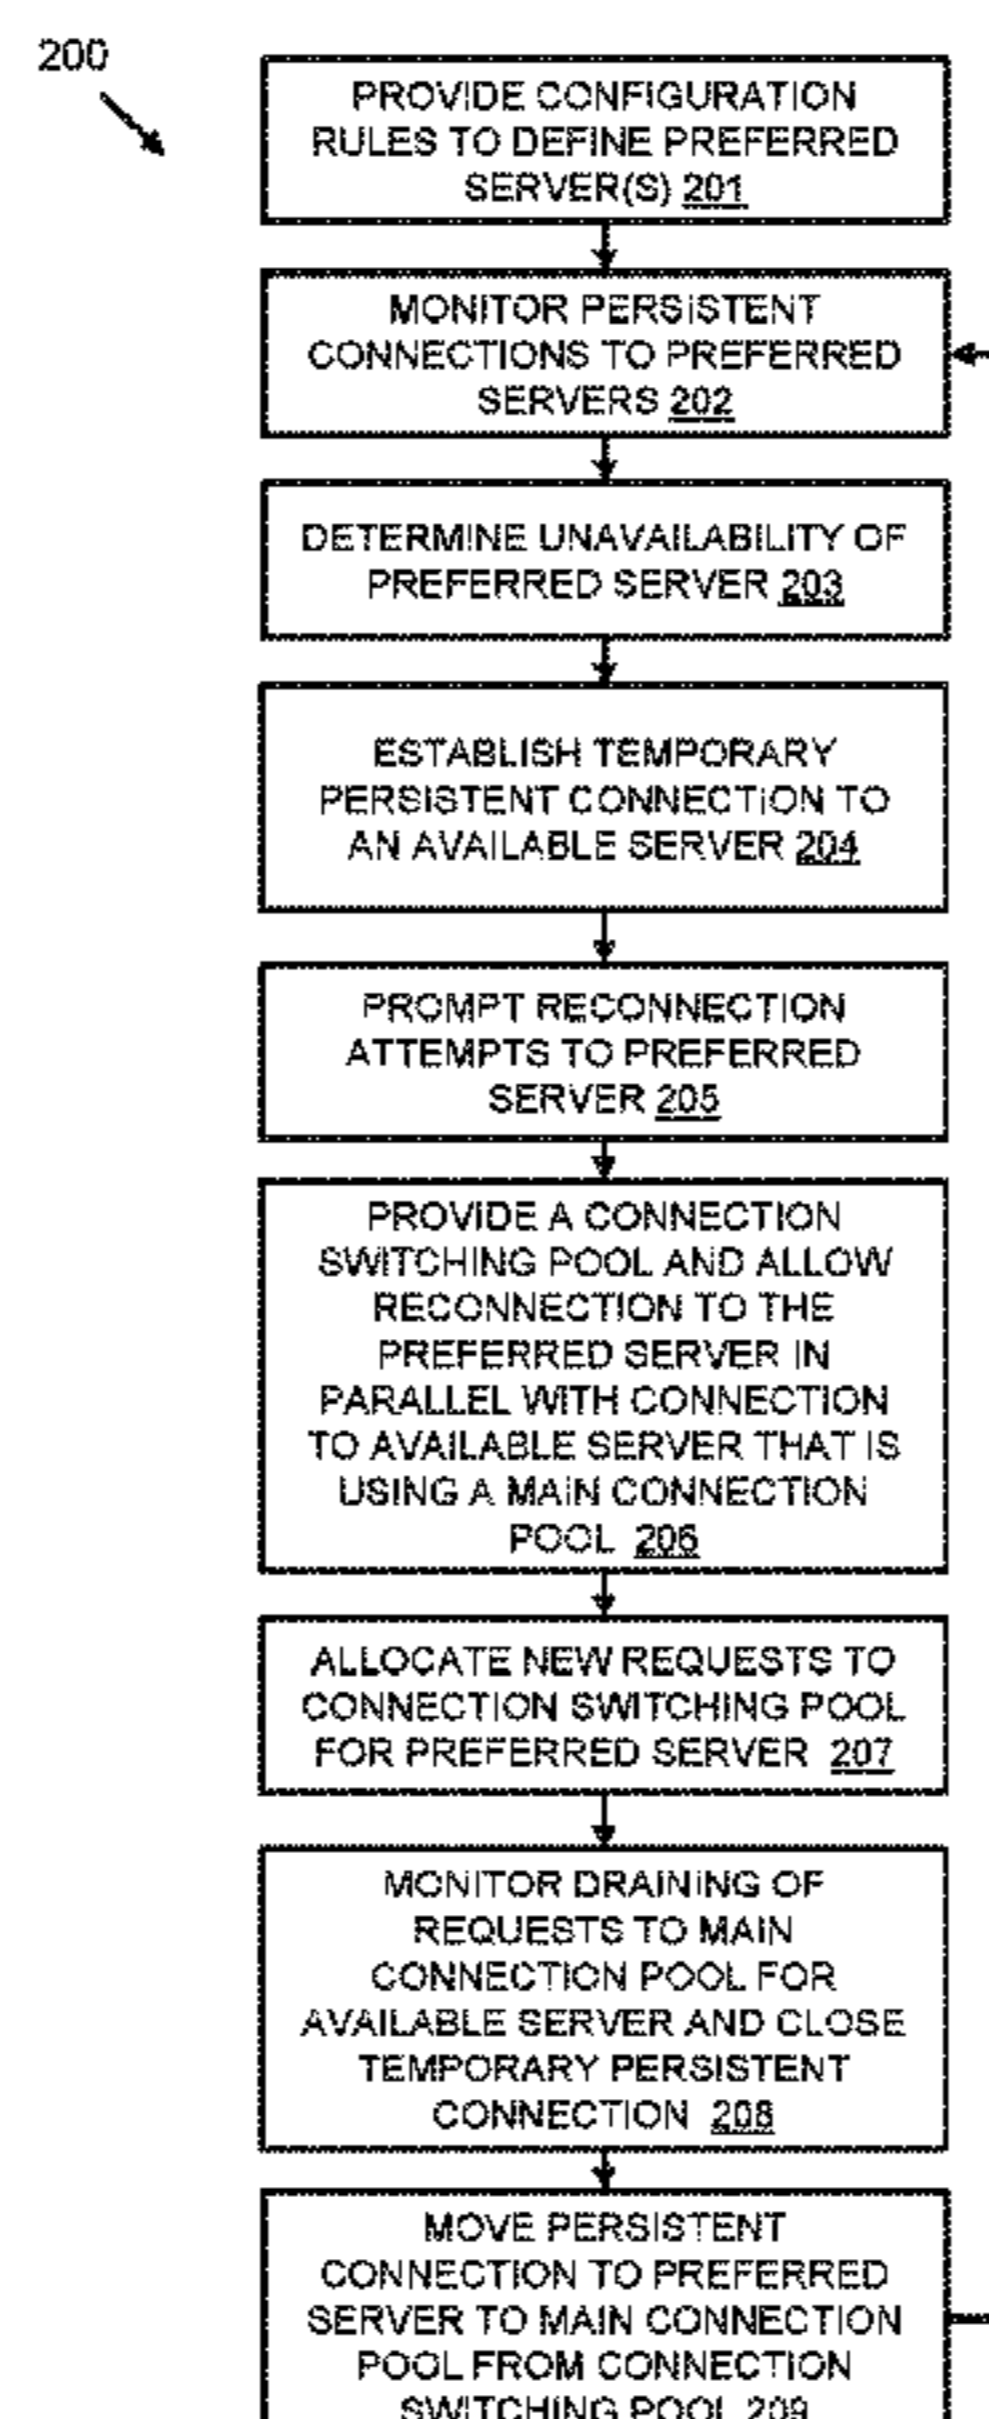 200
PROVIDE CONFIGURATION
RULES TO DEFINE PREFERRED
SERVER(S) 201
MONITOR PERSISTENT
CONNECTIONS TO PREFERRED
SERVERS 202
DETERMINE UNAVAILABILITY OF
PREFERRED SERVER 203
ESTABLISH TEMPORARY
PERSISTENT CONNECTION TO
AN AVAILABLE SERVER 204
PROMPT RECONNECTION
ATTEMPTS TO PREFERRED
SERVER 205
PROVIDE A CONNECTION
SWITCHING POOL AND ALLOW
RECONNECTION TO THE
PREFERRED SERVER IN
PARALLEL WITH CONNECTION
TO AVAILABLE SERVER THAT IS
USING A MAIN CONNECTION
POOL 206
ALLOCATE NEW REQUESTS TO
CONNECTION SWITCHING POOL
FOR PREFERRED SERVER 207
MONITOR DRAINING OF
REQUESTS TO MAIN
CONNECTION POOL FOR
AVAILABLE SERVER AND CLOSE
TEMPORARY PERSISTENT
CONNECTION 208
MOVE PERSISTENT
CONNECTION TO PREFERRED
SERVER TO MAIN CONNECTION
POOL FROM CONNECTION
SWITCHING POOL 209